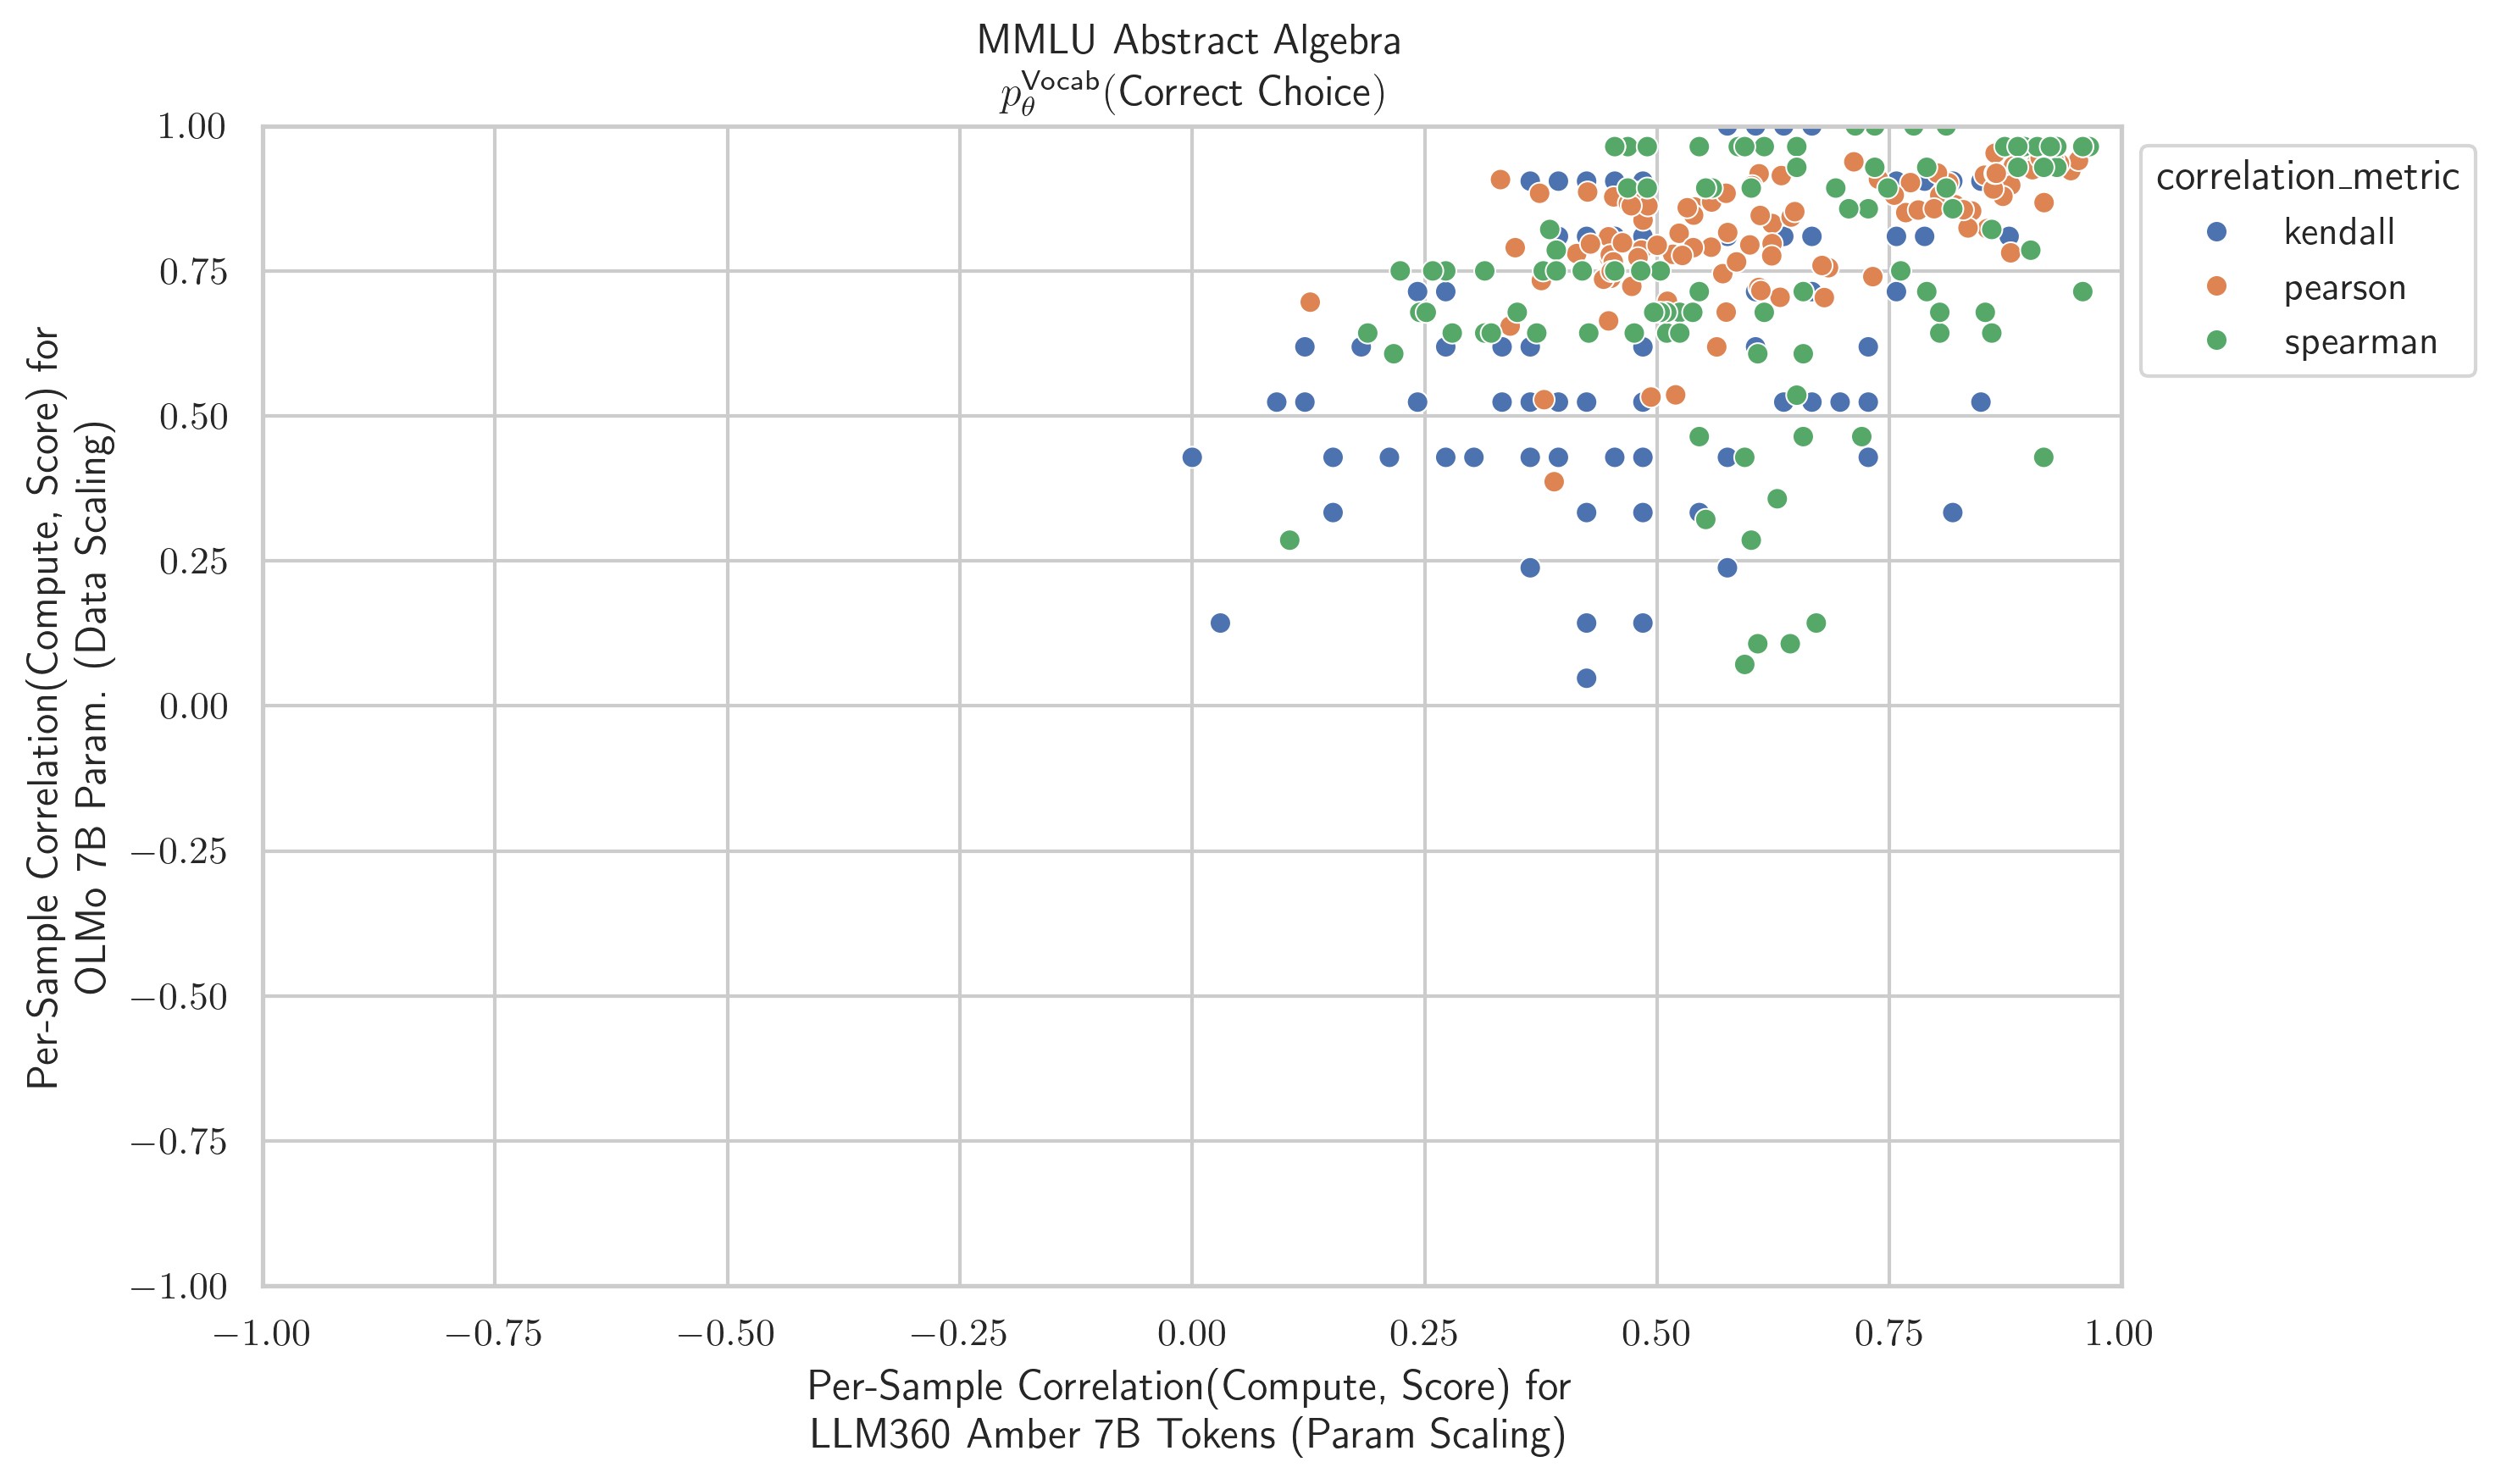 MMLU Abstract Algebra
p_θ^Vocab(Correct Choice)
Per-Sample Correlation(Compute, Score) for
OLMo 7B Param. (Data Scaling)
1.00
0.75
0.50
0.25
0.00
−0.25
−0.50
−0.75
−1.00
−1.00 −0.75 −0.50 −0.25 0.00 0.25 0.50 0.75 1.00
Per-Sample Correlation(Compute, Score) for
LLM360 Amber 7B Tokens (Param Scaling)
correlation_metric
kendall
pearson
spearman